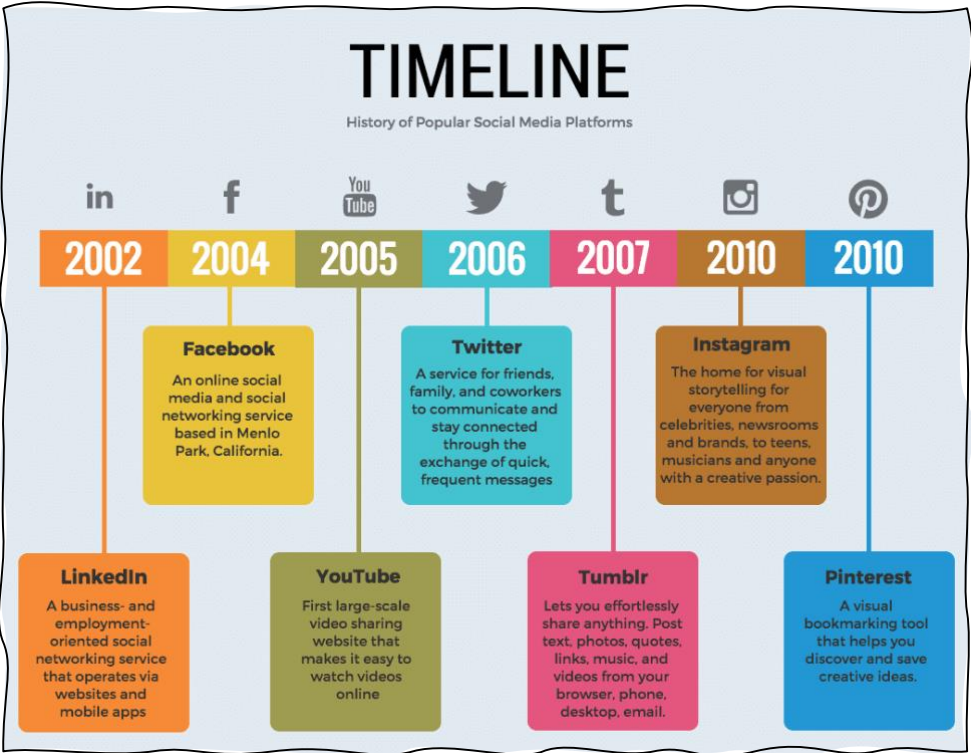 TIMELINE
History of Popular Social Media Platforms
in
f
You
Tube
t
2002
2004
2005
2006
2007
2010
2010
Facebook
An online social
media and social
networking service
based in Menlo
Park, California.
Twitter
A service for friends,
family, and coworkers
to communicate and
stay connected
through the
exchange of quick,
frequent messages
Instagram
The home for visual
storytelling for
everyone from
celebrities, newsrooms
and brands, to teens,
musicians and anyone
with a creative passion.
LinkedIn
A business- and
employment-
oriented social
networking service
that operates via
websites and
mobile apps
YouTube
First large-scale
video sharing
website that
makes it easy to
watch videos
online
Tumblr
Lets you effortlessly
share anything. Post
text, photos, quotes,
links, music, and
videos from your
browser, phone,
desktop, email.
Pinterest
A visual
bookmarking tool
that helps you
discover and save
creative ideas.